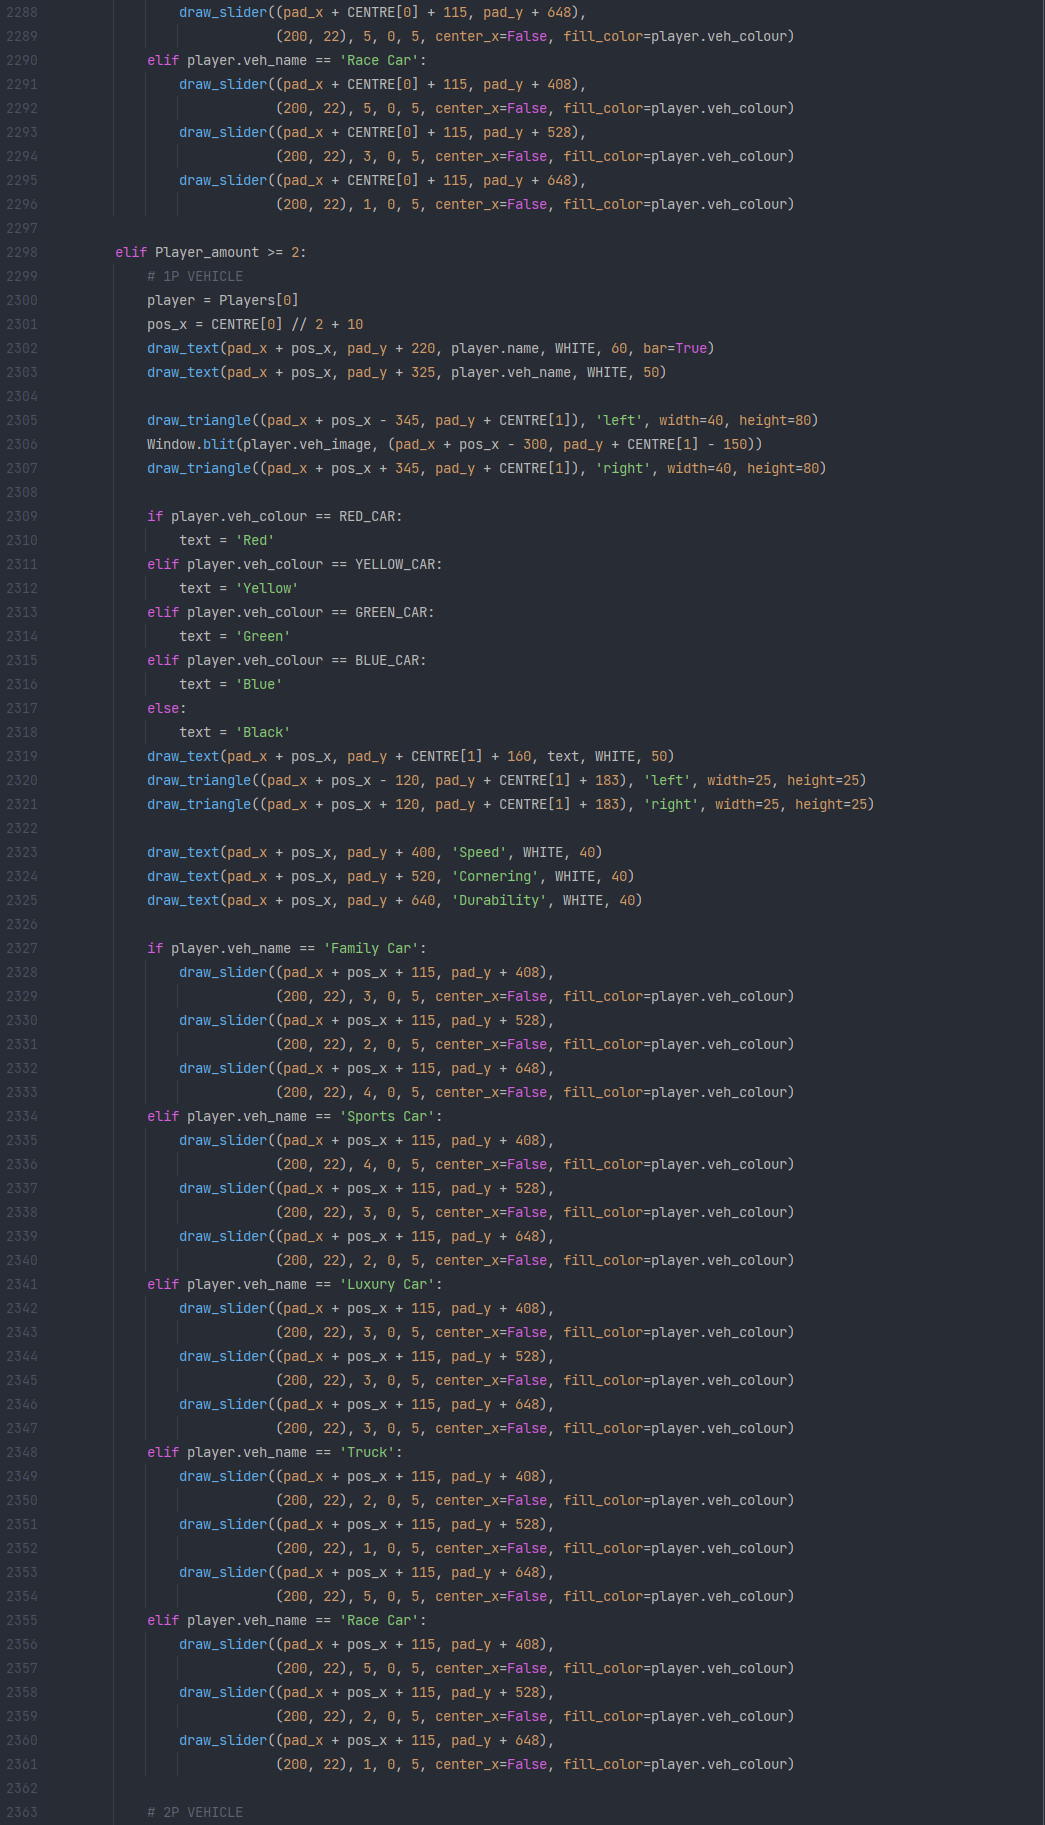 2288 draw_slider((pad_x + CENTRE[0] + 115, pad_y + 648),
2289 (200, 22), 5, 0, 5, center_x=False, fill_color=player.veh_colour)
2290 elif player.veh_name == 'Race Car':
2291 draw_slider((pad_x + CENTRE[0] + 115, pad_y + 408),
2292 (200, 22), 5, 0, 5, center_x=False, fill_color=player.veh_colour)
2293 draw_slider((pad_x + CENTRE[0] + 115, pad_y + 528),
2294 (200, 22), 3, 0, 5, center_x=False, fill_color=player.veh_colour)
2295 draw_slider((pad_x + CENTRE[0] + 115, pad_y + 648),
2296 (200, 22), 1, 0, 5, center_x=False, fill_color=player.veh_colour)
2297
2298 elif Player_amount >= 2:
2299 # 1P VEHICLE
2300 player = Players[0]
2301 pos_x = CENTRE[0] // 2 + 10
2302 draw_text(pad_x + pos_x, pad_y + 220, player.name, WHITE, 60, bar=True)
2303 draw_text(pad_x + pos_x, pad_y + 325, player.veh_name, WHITE, 50)
2304
2305 draw_triangle((pad_x + pos_x - 345, pad_y + CENTRE[1]), 'left', width=40, height=80)
2306 Window.blit(player.veh_image, (pad_x + pos_x - 300, pad_y + CENTRE[1] - 150))
2307 draw_triangle((pad_x + pos_x + 345, pad_y + CENTRE[1]), 'right', width=40, height=80)
2308
2309 if player.veh_colour == RED_CAR:
2310 text = 'Red'
2311 elif player.veh_colour == YELLOW_CAR:
2312 text = 'Yellow'
2313 elif player.veh_colour == GREEN_CAR:
2314 text = 'Green'
2315 elif player.veh_colour == BLUE_CAR:
2316 text = 'Blue'
2317 else:
2318 text = 'Black'
2319 draw_text(pad_x + pos_x, pad_y + CENTRE[1] + 160, text, WHITE, 50)
2320 draw_triangle((pad_x + pos_x - 120, pad_y + CENTRE[1] + 183), 'left', width=25, height=25)
2321 draw_triangle((pad_x + pos_x + 120, pad_y + CENTRE[1] + 183), 'right', width=25, height=25)
2322
2323 draw_text(pad_x + pos_x, pad_y + 400, 'Speed', WHITE, 40)
2324 draw_text(pad_x + pos_x, pad_y + 520, 'Cornering', WHITE, 40)
2325 draw_text(pad_x + pos_x, pad_y + 640, 'Durability', WHITE, 40)
2326
2327 if player.veh_name == 'Family Car':
2328 draw_slider((pad_x + pos_x + 115, pad_y + 408),
2329 (200, 22), 3, 0, 5, center_x=False, fill_color=player.veh_colour)
2330 draw_slider((pad_x + pos_x + 115, pad_y + 528),
2331 (200, 22), 2, 0, 5, center_x=False, fill_color=player.veh_colour)
2332 draw_slider((pad_x + pos_x + 115, pad_y + 648),
2333 (200, 22), 4, 0, 5, center_x=False, fill_color=player.veh_colour)
2334 elif player.veh_name == 'Sports Car':
2335 draw_slider((pad_x + pos_x + 115, pad_y + 408),
2336 (200, 22), 4, 0, 5, center_x=False, fill_color=player.veh_colour)
2337 draw_slider((pad_x + pos_x + 115, pad_y + 528),
2338 (200, 22), 3, 0, 5, center_x=False, fill_color=player.veh_colour)
2339 draw_slider((pad_x + pos_x + 115, pad_y + 648),
2340 (200, 22), 2, 0, 5, center_x=False, fill_color=player.veh_colour)
2341 elif player.veh_name == 'Luxury Car':
2342 draw_slider((pad_x + pos_x + 115, pad_y + 408),
2343 (200, 22), 3, 0, 5, center_x=False, fill_color=player.veh_colour)
2344 draw_slider((pad_x + pos_x + 115, pad_y + 528),
2345 (200, 22), 3, 0, 5, center_x=False, fill_color=player.veh_colour)
2346 draw_slider((pad_x + pos_x + 115, pad_y + 648),
2347 (200, 22), 3, 0, 5, center_x=False, fill_color=player.veh_colour)
2348 elif player.veh_name == 'Truck':
2349 draw_slider((pad_x + pos_x + 115, pad_y + 408),
2350 (200, 22), 2, 0, 5, center_x=False, fill_color=player.veh_colour)
2351 draw_slider((pad_x + pos_x + 115, pad_y + 528),
2352 (200, 22), 1, 0, 5, center_x=False, fill_color=player.veh_colour)
2353 draw_slider((pad_x + pos_x + 115, pad_y + 648),
2354 (200, 22), 5, 0, 5, center_x=False, fill_color=player.veh_colour)
2355 elif player.veh_name == 'Race Car':
2356 draw_slider((pad_x + pos_x + 115, pad_y + 408),
2357 (200, 22), 5, 0, 5, center_x=False, fill_color=player.veh_colour)
2358 draw_slider((pad_x + pos_x + 115, pad_y + 528),
2359 (200, 22), 2, 0, 5, center_x=False, fill_color=player.veh_colour)
2360 draw_slider((pad_x + pos_x + 115, pad_y + 648),
2361 (200, 22), 1, 0, 5, center_x=False, fill_color=player.veh_colour)
2362
2363 # 2P VEHICLE